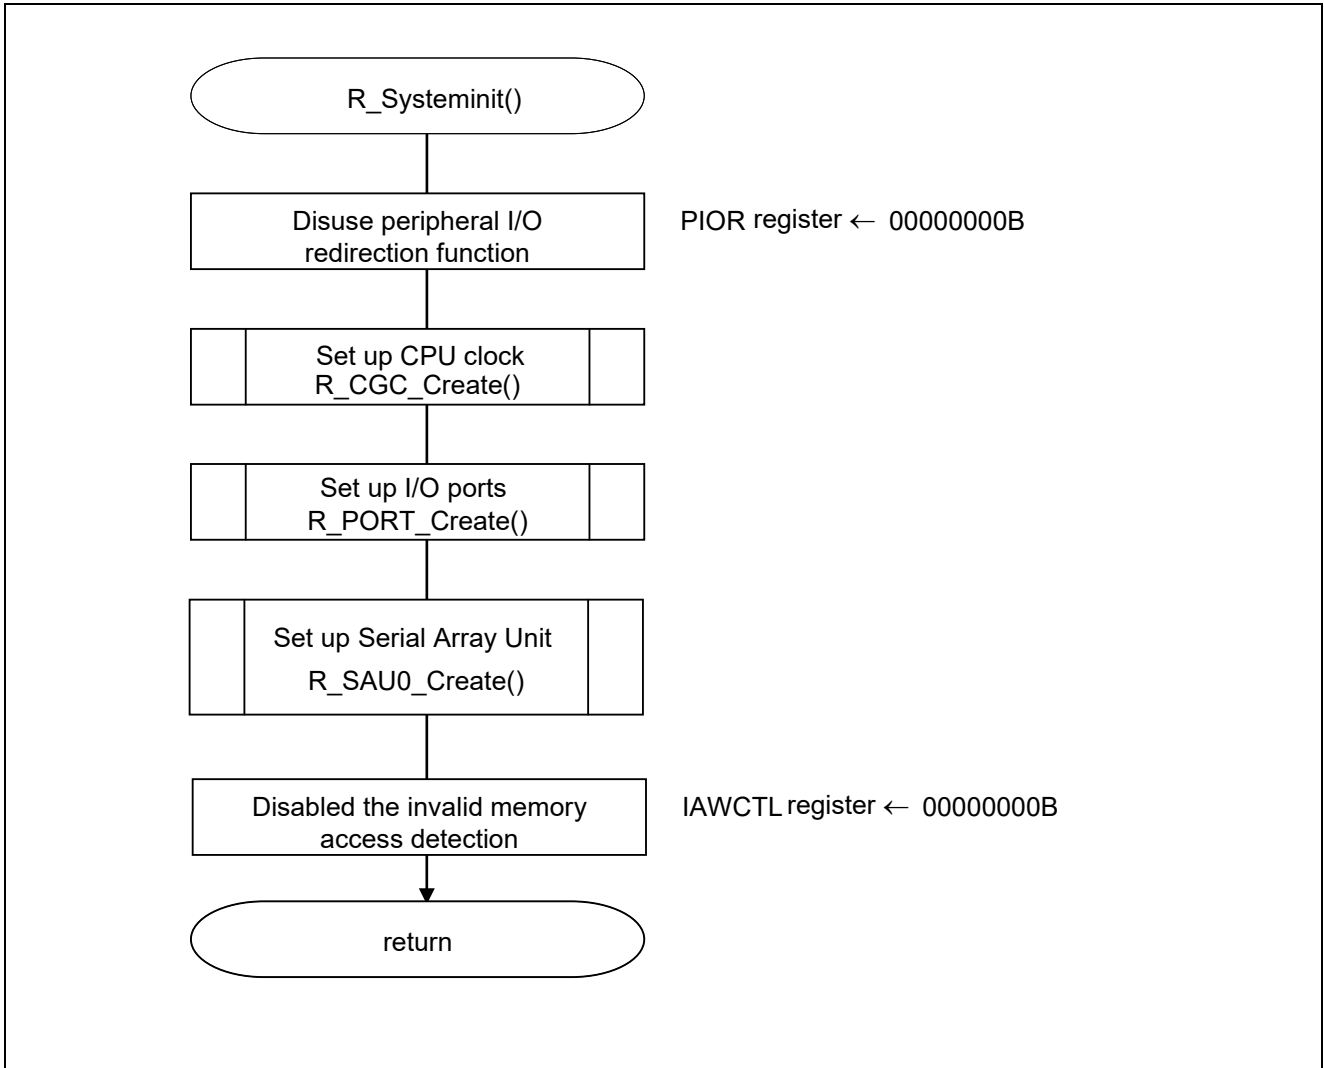 R_Systeminit()
Disuse peripheral I/O
redirection function
PIOR register ← 00000000B
Set up CPU clock
R_CGC_Create()
Set up I/O ports
R_PORT_Create()
Set up Serial Array Unit
R_SAU0_Create()
Disabled the invalid memory
access detection
IAWCTL register ← 00000000B
return